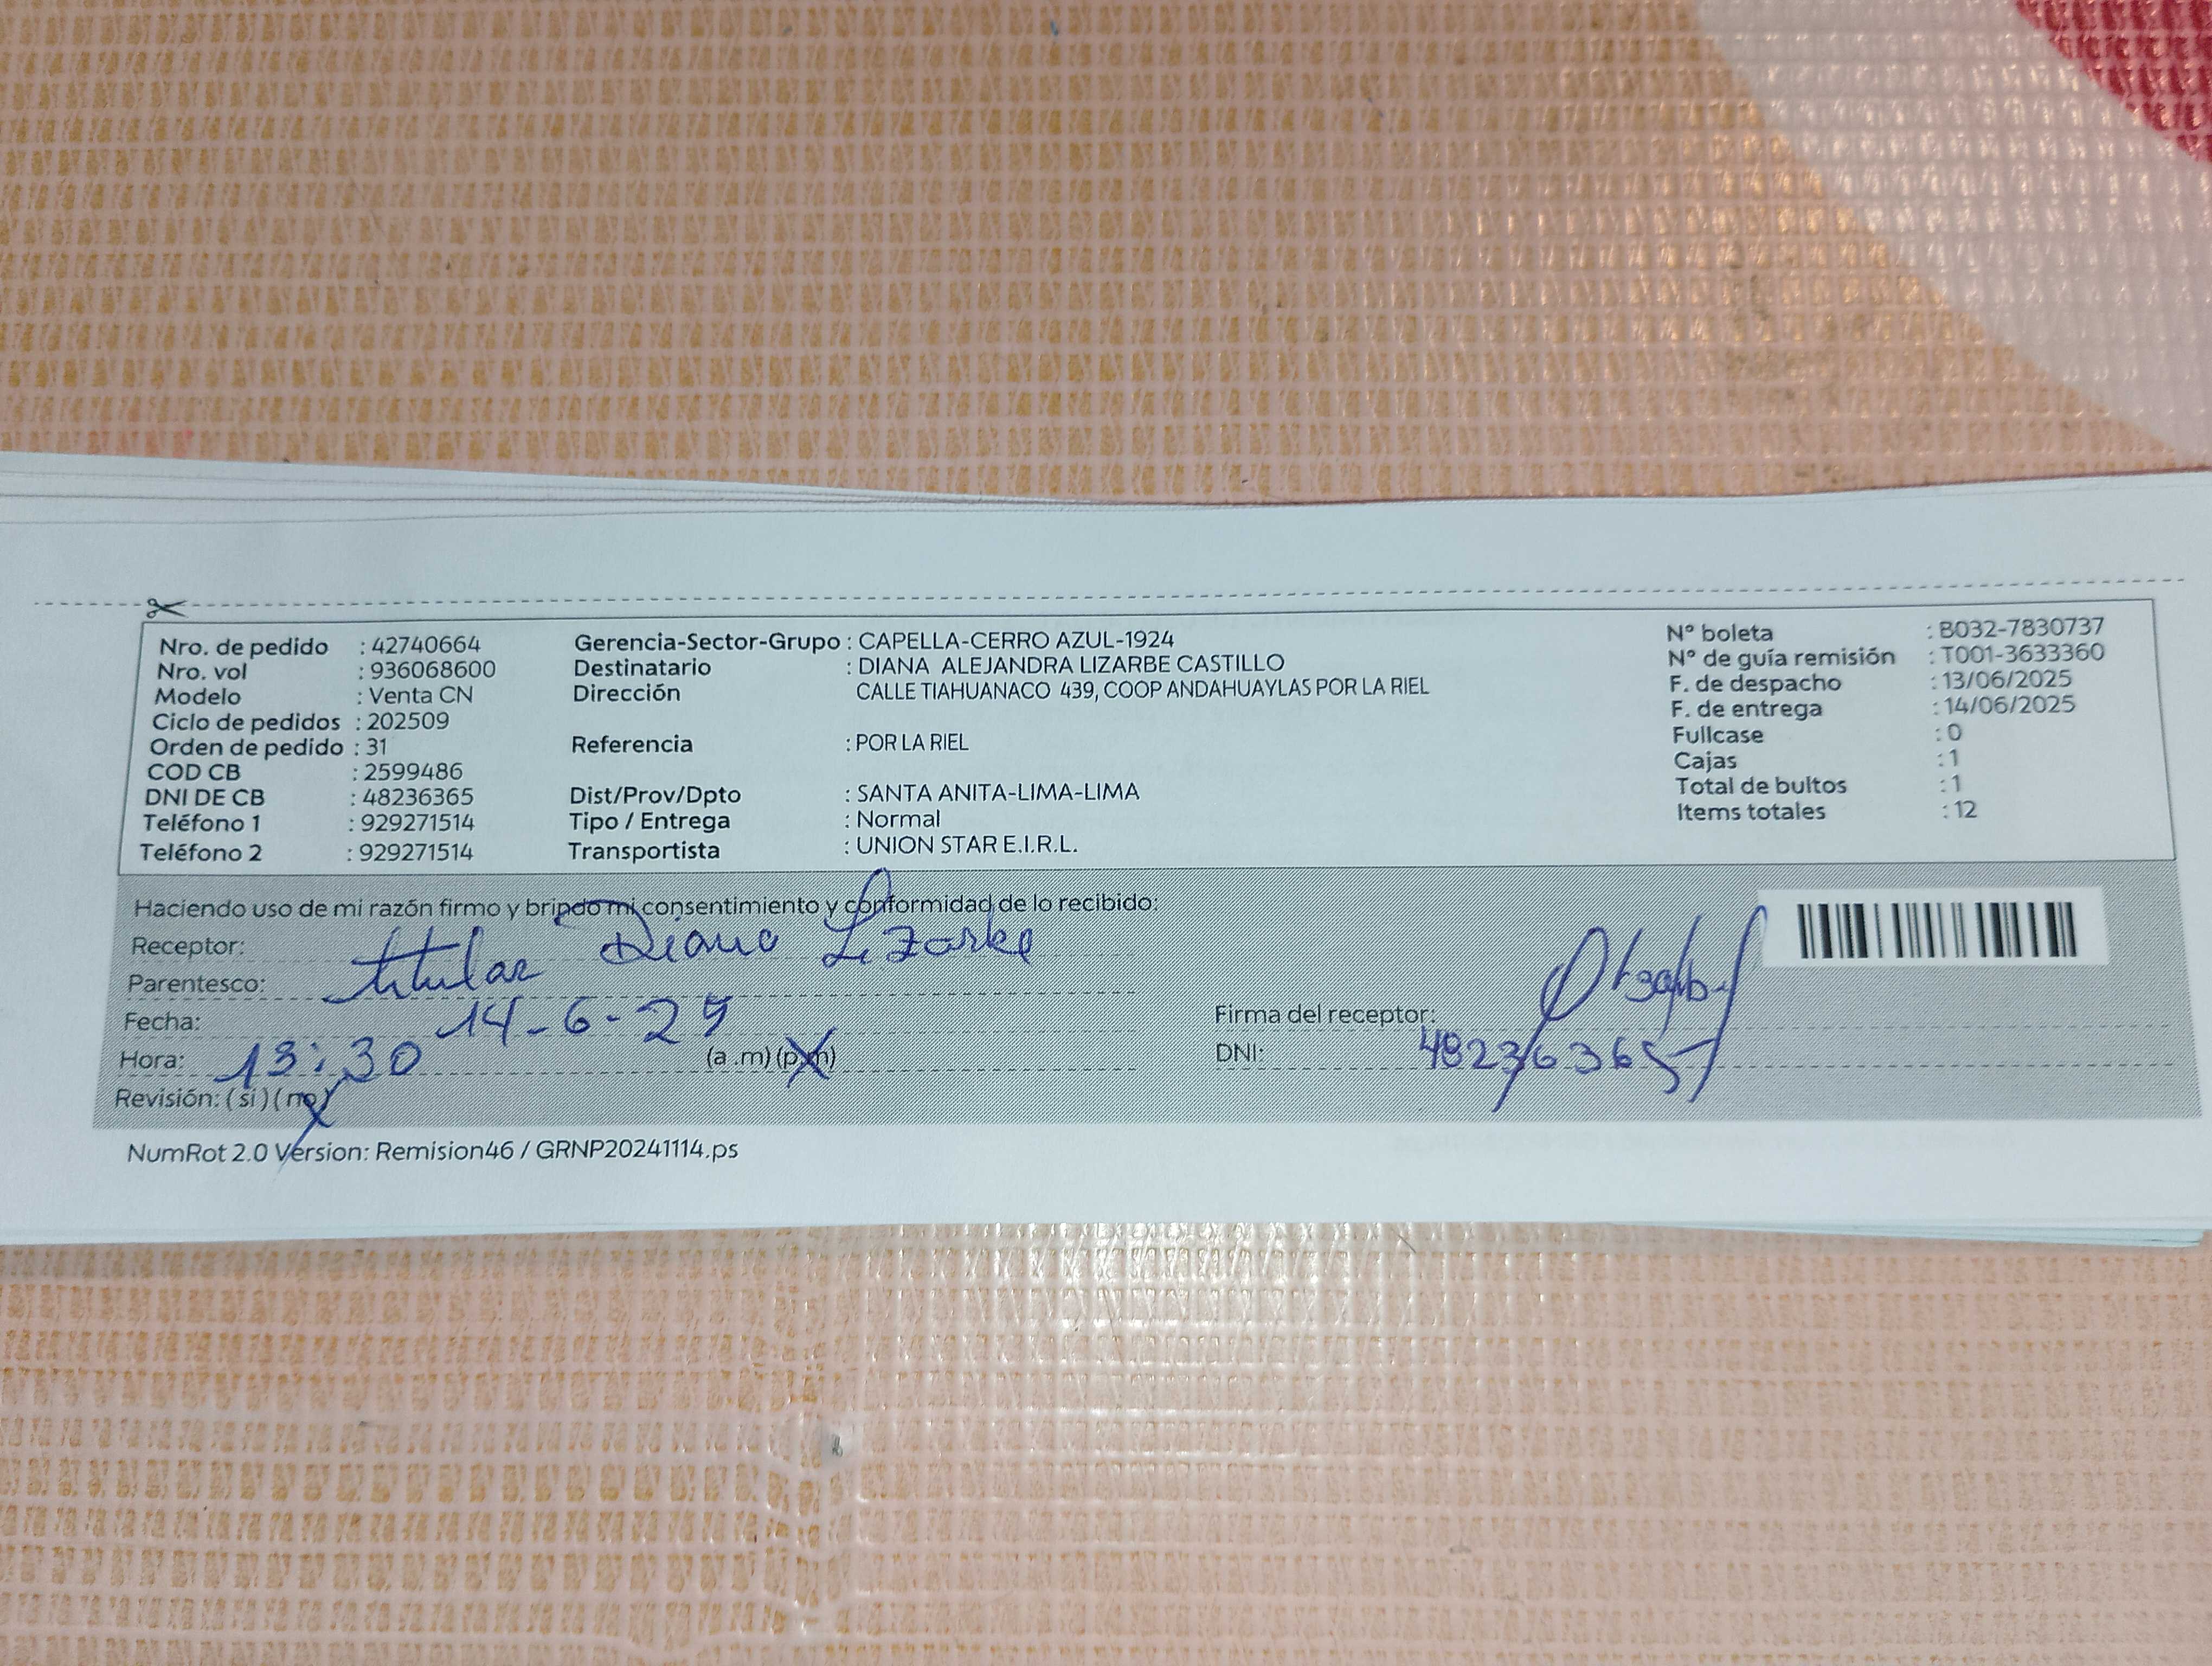 Nro. de pedido : 42740664 Gerencia-Sector-Grupo : CAPELLA-CERRO AZUL-1924 N° boleta : B032-7830737
Nro. vol : 936068600 Destinatario : DIANA ALEJANDRA LIZARBE CASTILLO N° de guía remisión : T001-3633360
Modelo : Venta CN Dirección CALLE TIAHUANACO 439, COOP ANDAHUAYLAS POR LA RIEL F. de despacho : 13/06/2025
Ciclo de pedidos : 202509 F. de entrega : 14/06/2025
Orden de pedido : 31 Referencia : POR LA RIEL Fullcase : 0
COD CB : 2599486 Cajas : 1
DNI DE CB : 48236365 Dist/Prov/Dpto : SANTA ANITA-LIMA-LIMA Total de bultos : 1
Teléfono 1 : 929271514 Tipo / Entrega : Normal Items totales : 12
Teléfono 2 : 929271514 Transportista : UNION STAR E.I.R.L.
Haciendo uso de mi razón firmo y brindo mi consentimiento y conformidad de lo recibido:
Receptor: Diana Lizarbe
Parentesco: titular
Fecha: 14-6-25 Firma del receptor:
Hora: 13:30 (a .m) (p.m) DNI: 48236365
Revisión: ( si ) ( no )
NumRot 2.0 Version: Remision46 / GRNP20241114.ps